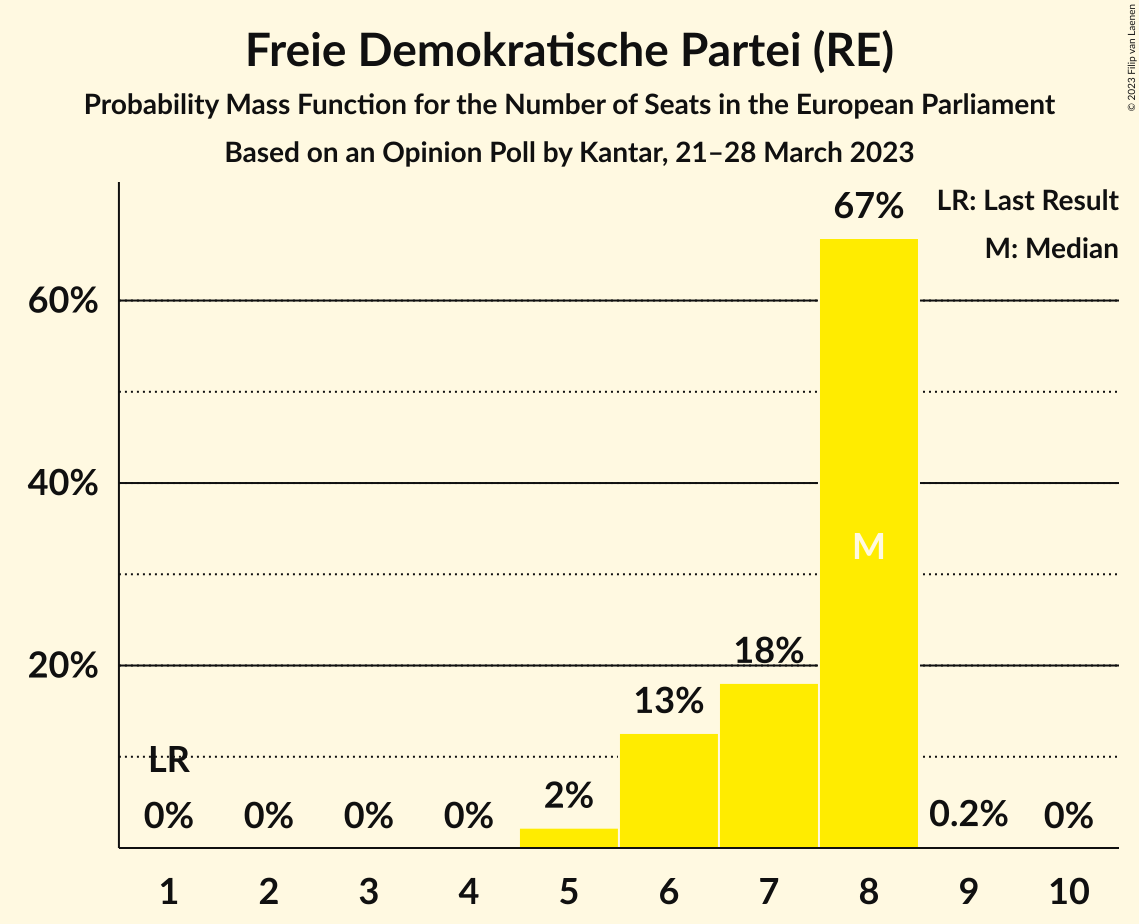 Freie Demokratische Partei (RE)
Probability Mass Function for the Number of Seats in the European Parliament
Based on an Opinion Poll by Kantar, 21–28 March 2023
© 2023 Filip van Laenen
LR: Last Result
M: Median
60%
40%
20%
LR
0%
0%
0%
0%
2%
13%
18%
67%
M
0.2%
0%
1 2 3 4 5 6 7 8 9 10